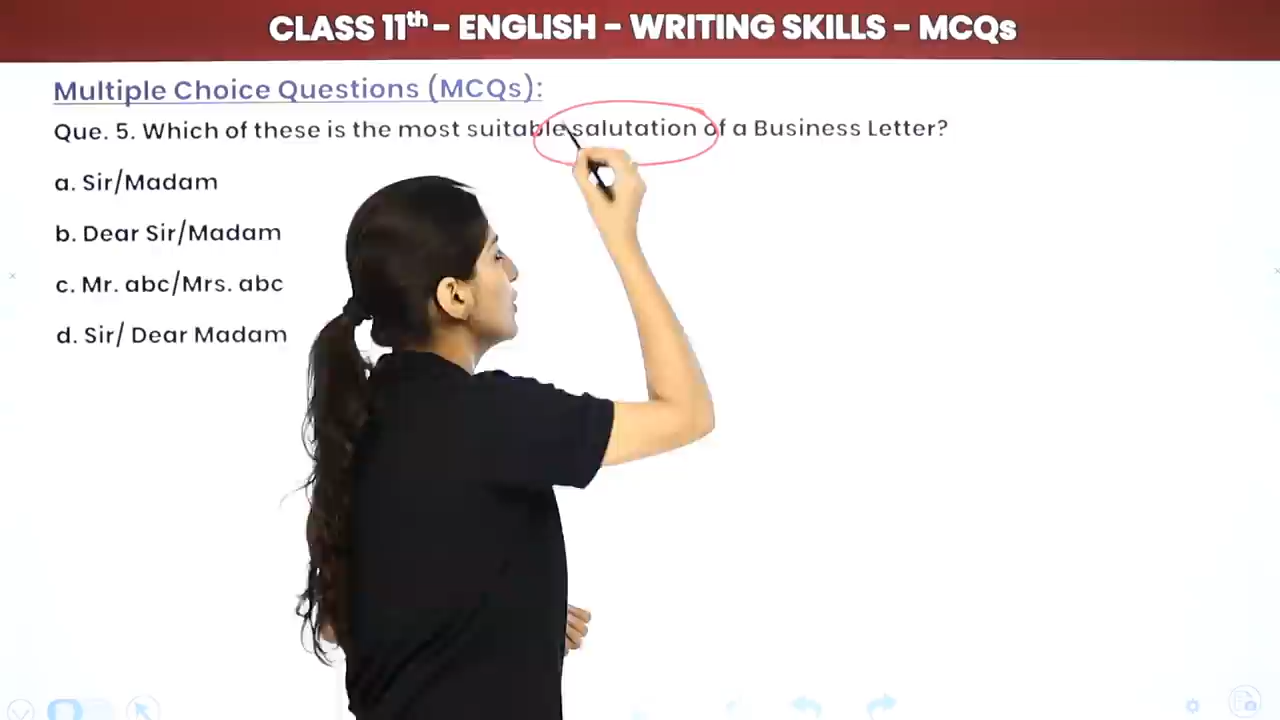 CLASS 11th - ENGLISH - WRITING SKILLS - MCQs
Multiple Choice Questions (MCQs):
Que. 5. Which of these is the most suitable salutation of a Business Letter?
a. Sir/Madam
b. Dear Sir/Madam
c. Mr. abc/Mrs. abc
d. Sir/ Dear Madam